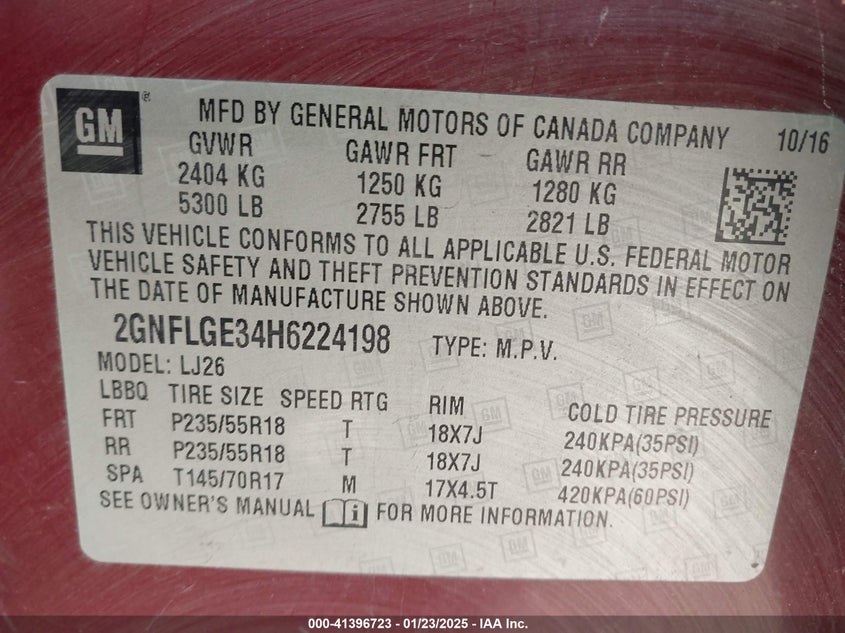 GM ®
MFD BY GENERAL MOTORS OF CANADA COMPANY 10/16
GVWR GAWR FRT GAWR RR
2404 KG 1250 KG 1280 KG
5300 LB 2755 LB 2821 LB
THIS VEHICLE CONFORMS TO ALL APPLICABLE U.S. FEDERAL MOTOR
VEHICLE SAFETY AND THEFT PREVENTION STANDARDS IN EFFECT ON
THE DATE OF MANUFACTURE SHOWN ABOVE.
2GNFLGE34H6224198 TYPE: M.P.V.
MODEL: LJ26
LBBQ TIRE SIZE SPEED RTG RIM COLD TIRE PRESSURE
FRT P235/55R18 T 18X7J 240KPA(35PSI)
RR P235/55R18 T 18X7J 240KPA(35PSI)
SPA T145/70R17 M 17X4.5T 420KPA(60PSI)
SEE OWNER'S MANUAL FOR MORE INFORMATION.
000-41396723 / 01/23/2025 - IAA Inc.